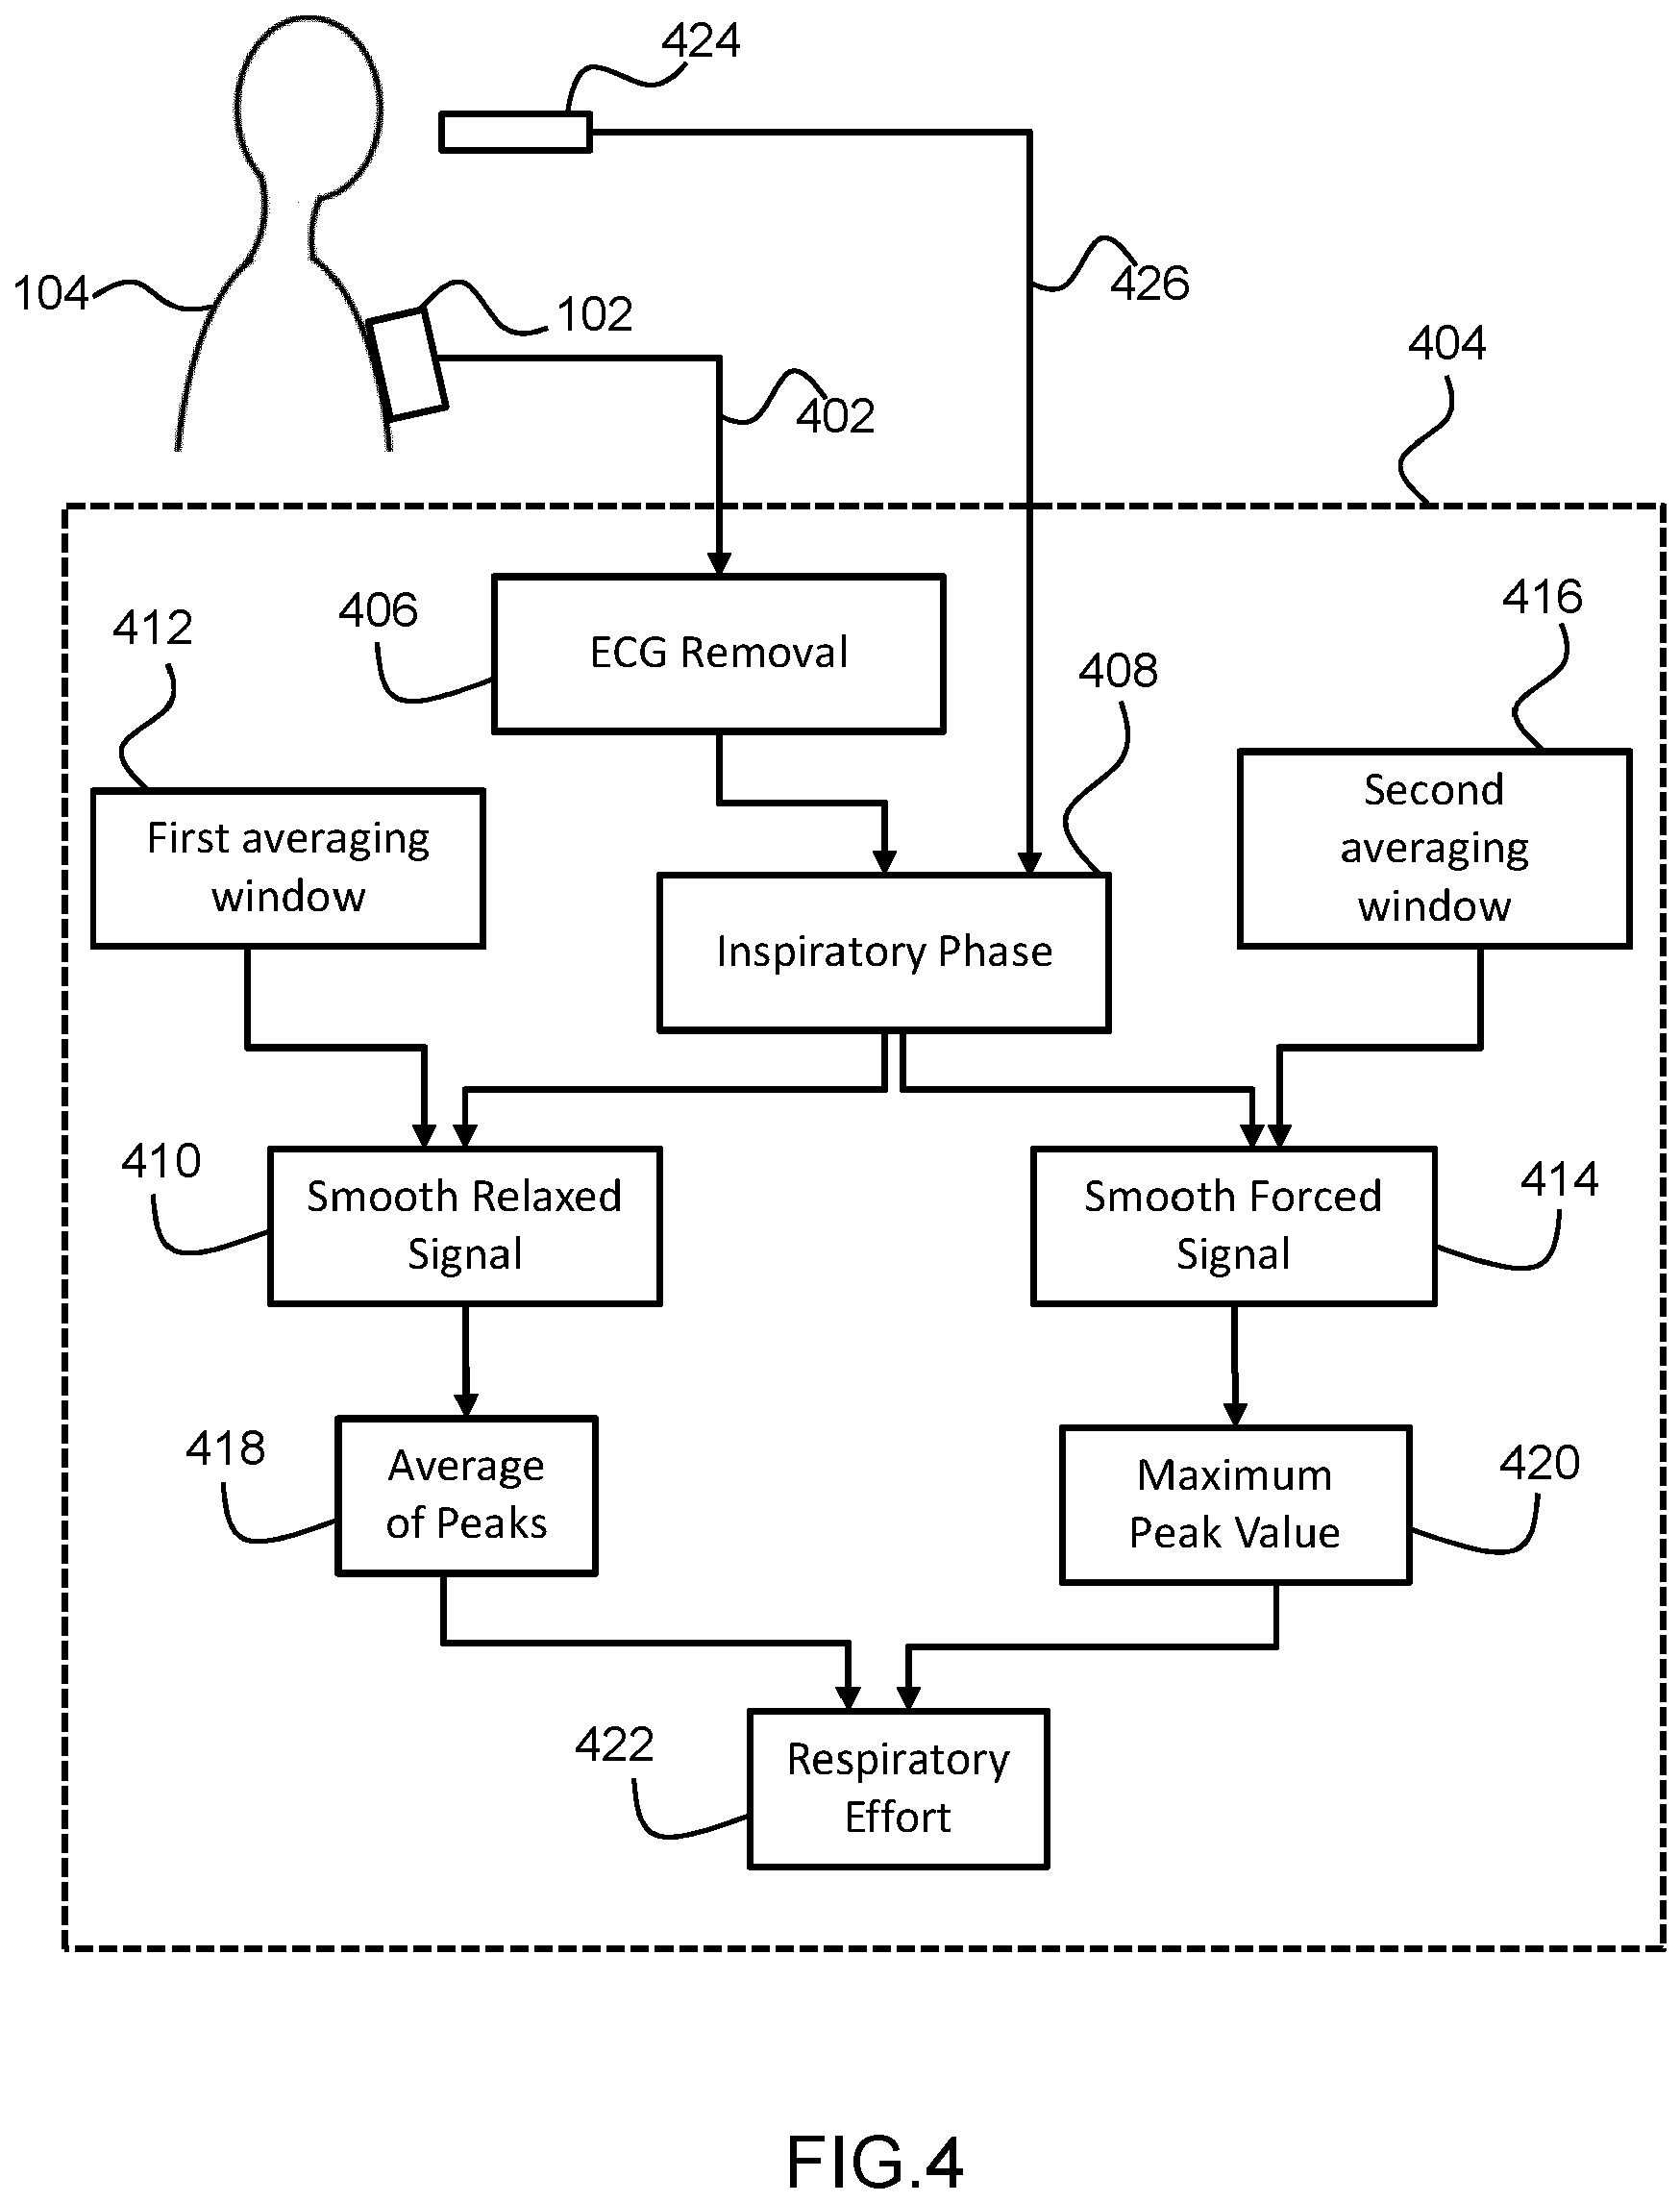 424
104
102
426
402
404
406
412
ECG Removal
416
408
First averaging
window
Second
averaging
window
Inspiratory Phase
410
Smooth Relaxed
Signal
Smooth Forced
Signal
414
418
Average
of Peaks
Maximum
Peak Value
420
422
Respiratory
Effort
FIG.4